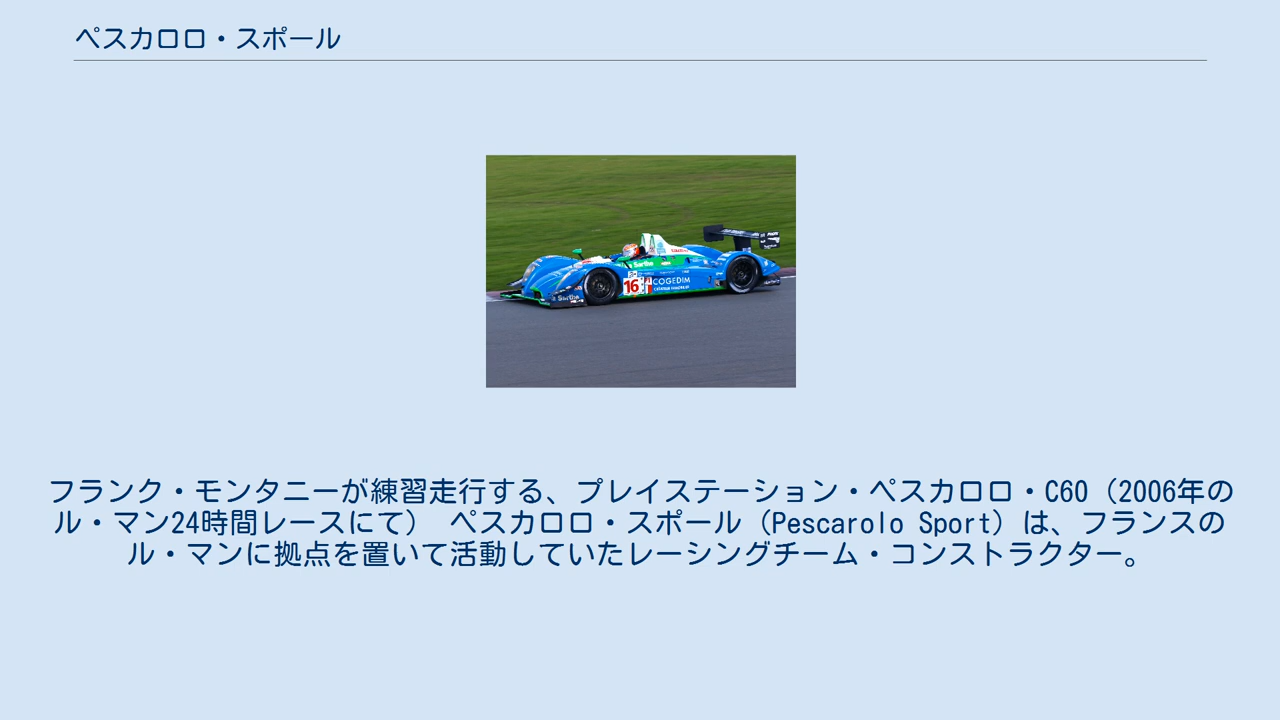 ペスカロロ・スポール
Sarthe
16
COGEDIM
Sarthe
フランク・モンタニーが練習走行する、プレイステーション・ペスカロロ・C60（2006年の
ル・マン24時間レースにて） ペスカロロ・スポール（Pescarolo Sport）は、フランスの
ル・マンに拠点を置いて活動していたレーシングチーム・コンストラクター。